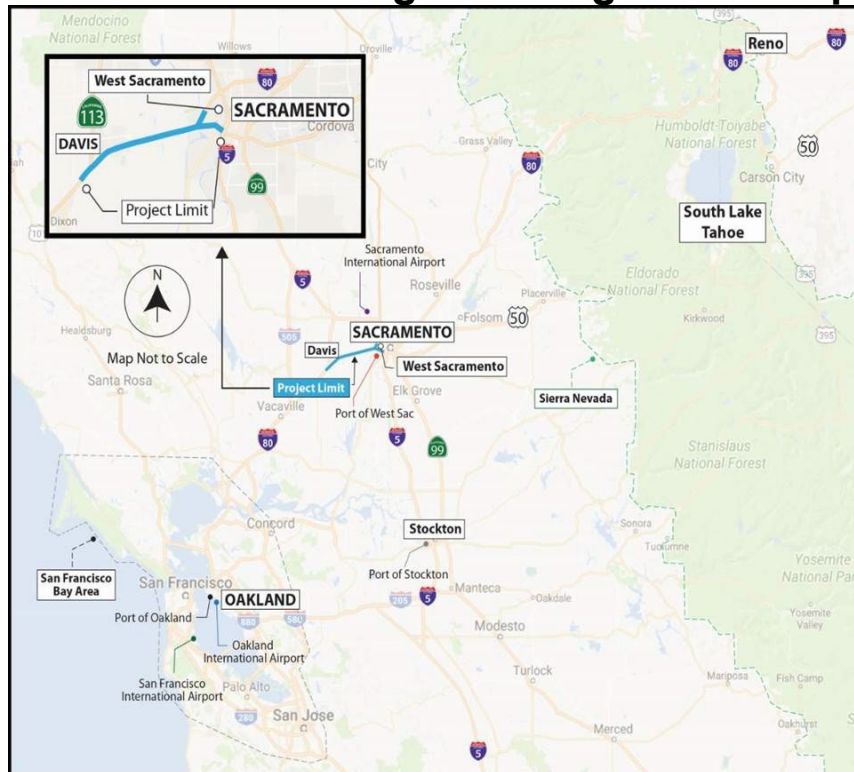 Mendocino
National Forest
Willows
Oroville
80
395
Reno
80
80
West Sacramento
80
CALIFORNIA
113
SACRAMENTO
Cordova
DAVIS
5
99
Project Limit
Dixon
Grass Valley
City
80
Humboldt-Toiyabe
National Forest
50
Carson City
South Lake
Tahoe
Sacramento
International Airport
5
Roseville
Placerville
Eldorado
National Forest
395
N
Map Not to Scale
Healdsburg
505
Folsom
50
Kirkwood
395
SACRAMENTO
Davis
West Sacramento
Santa Rosa
Project Limit
Elk Grove
Sierra Nevada
Vacaville
Port of West Sac
80
5
99
Stanislaus
National Forest
Concord
Stockton
Sonora
Tuolumne
Port of Stockton
Yosemite
National Par
San Francisco
Bay Area
San Francisco
OAKLAND
Manteca
205
5
Oakdale
Port of Oakland
880
580
Modesto
Yosemite
Valley
Oakland
International Airport
San Francisco
International Airport
Palo Alto
Turlock
Mariposa
Fish Camp
280
San Jose
Merced
Oakhurst
5